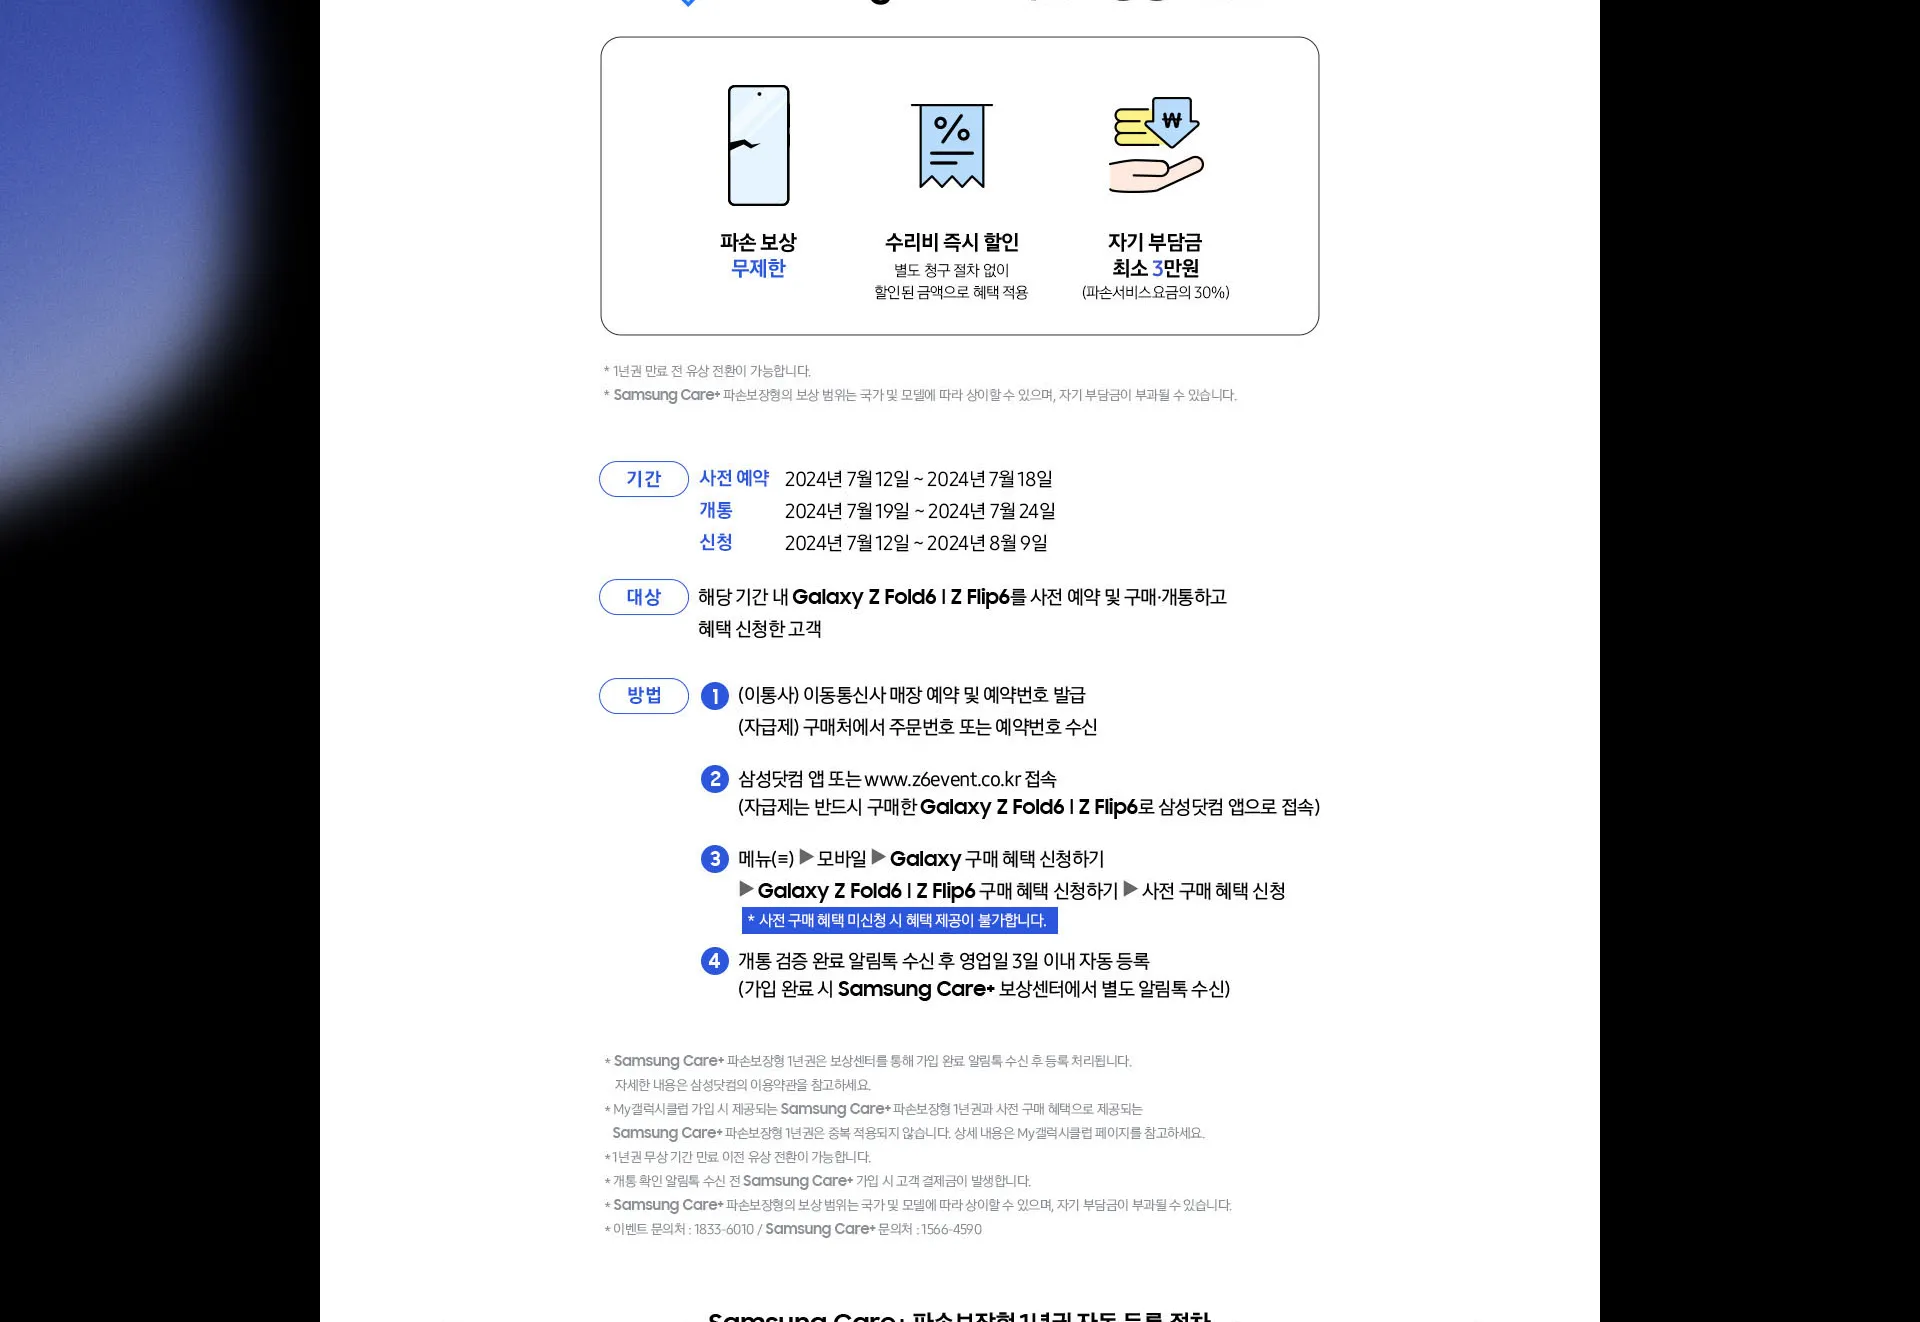 %
₩
파손 보상
무제한
수리비 즉시 할인
별도 청구 절차 없이
할인된 금액으로 혜택 적용
자기 부담금
최소 3만원
(파손서비스 요금의 30%)
* 1년권 만료 전 유상 전환이 가능합니다.
* Samsung Care+ 파손보장형의 보상 범위는 국가 및 모델에 따라 상이할 수 있으며, 자기 부담금이 부과될 수 있습니다.
기간 사전 예약 2024년 7월 12일 ~ 2024년 7월 18일
개통 2024년 7월 19일 ~ 2024년 7월 24일
신청 2024년 7월 12일 ~ 2024년 8월 9일
대상 해당 기간 내 Galaxy Z Fold6 | Z Flip6를 사전 예약 및 구매·개통하고
혜택 신청한 고객
방법 1 (이통사) 이동통신사 매장 예약 및 예약번호 발급
(자급제) 구매처에서 주문번호 또는 예약번호 수신
2 삼성닷컴 앱 또는 www.z6event.co.kr 접속
(자급제는 반드시 구매한 Galaxy Z Fold6 | Z Flip6로 삼성닷컴 앱으로 접속)
3 메뉴(≡) ▶ 모바일 ▶ Galaxy 구매 혜택 신청하기
▶ Galaxy Z Fold6 | Z Flip6 구매 혜택 신청하기 ▶ 사전 구매 혜택 신청
* 사전 구매 혜택 미신청 시 혜택 제공이 불가합니다.
4 개통 검증 완료 알림톡 수신 후 영업일 3일 이내 자동 등록
(가입 완료 시 Samsung Care+ 보상센터에서 별도 알림톡 수신)
* Samsung Care+ 파손보장형 1년권은 보상센터를 통해 가입 완료 알림톡 수신 후 등록 처리됩니다.
자세한 내용은 삼성닷컴의 이용약관을 참고하세요.
* My갤럭시클럽 가입 시 제공되는 Samsung Care+ 파손보장형 1년권과 사전 구매 혜택으로 제공되는
Samsung Care+ 파손보장형 1년권은 중복 적용되지 않습니다. 상세 내용은 My갤럭시클럽 페이지를 참고하세요.
* 1년권 무상 기간 만료 이전 유상 전환이 가능합니다.
* 개통 확인 알림톡 수신 전 Samsung Care+ 가입 시 고객 결제금이 발생합니다.
* Samsung Care+ 파손보장형의 보상 범위는 국가 및 모델에 따라 상이할 수 있으며, 자기 부담금이 부과될 수 있습니다.
* 이벤트 문의처 : 1833-6010 / Samsung Care+ 문의처 : 1566-4590
Samsung Care+ 파손보장형 1년권 자동 등록 절차